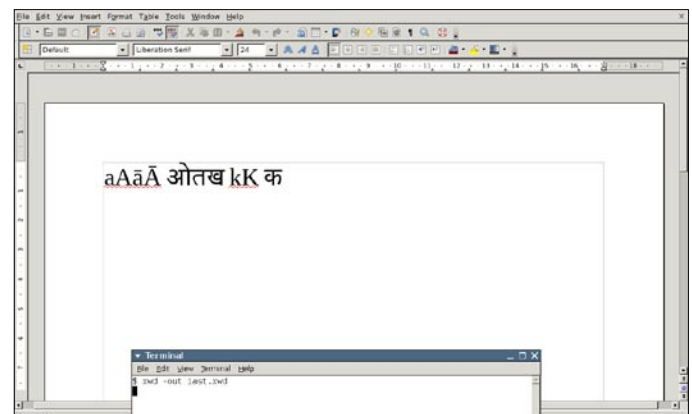 File Edit View Insert Format Table Tools Window Help
Default Liberation Serif 24
aAāĀ ओतख kK क
Terminal
File Edit View Terminal Help
$ xwd -out iast.xwd